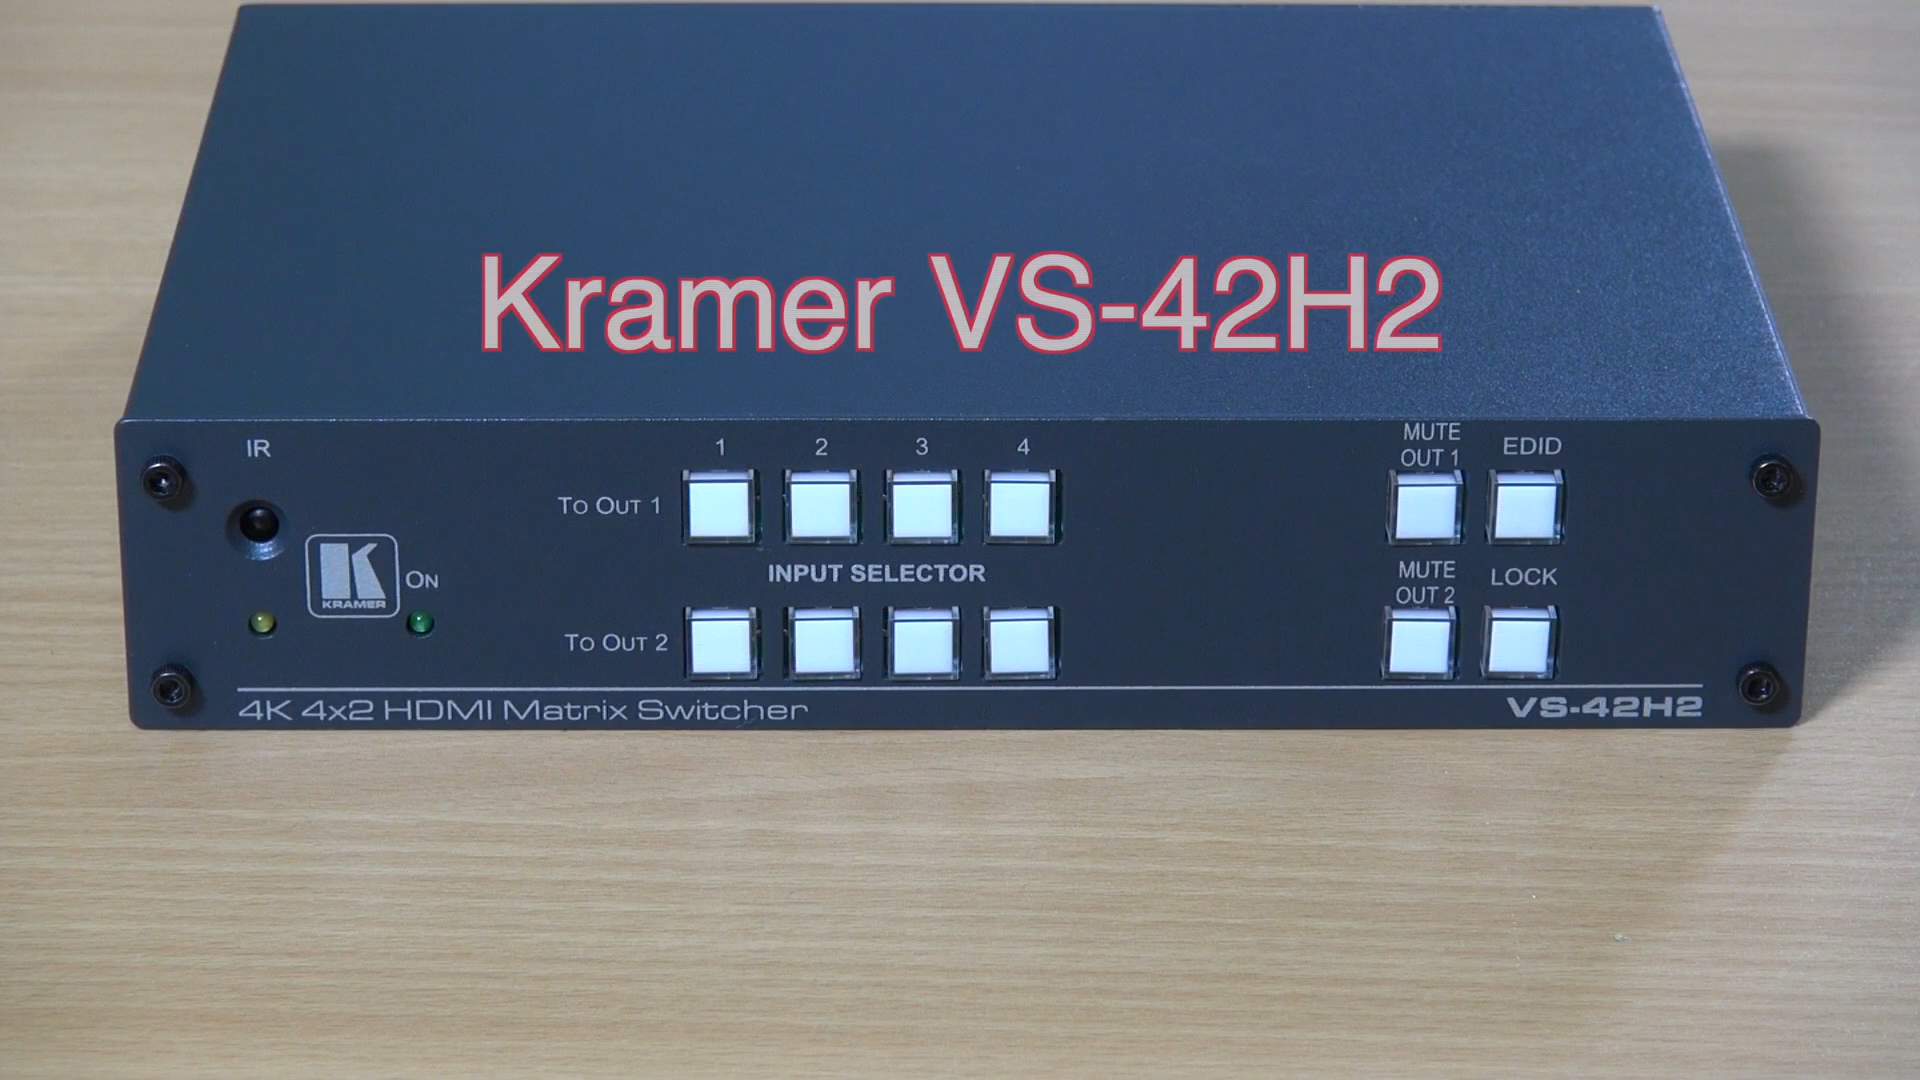 Kramer VS-42H2
IR
1 2 3 4
MUTE OUT 1
EDID
To Out 1
INPUT SELECTOR
KRAMER
On
MUTE OUT 2
LOCK
To Out 2
4K 4x2 HDMI Matrix Switcher
VS-42H2